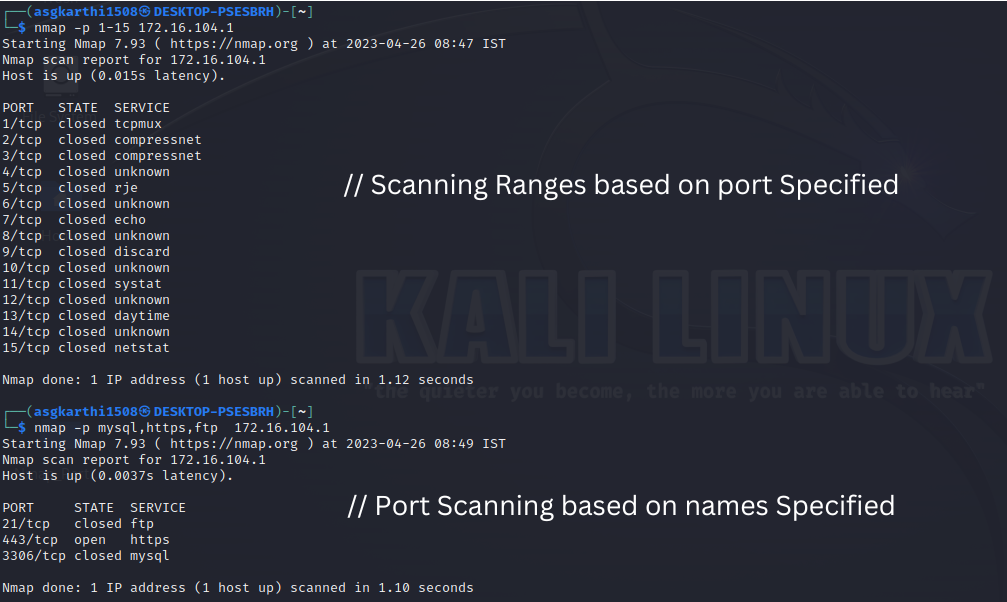 ┌──(asgkarthi1508㉿DESKTOP-PSESBRH)-[~]
└─$ nmap -p 1-15 172.16.104.1
Starting Nmap 7.93 ( https://nmap.org ) at 2023-04-26 08:47 IST
Nmap scan report for 172.16.104.1
Host is up (0.015s latency).

PORT   STATE  SERVICE
1/tcp  closed tcpmux
2/tcp  closed compressnet
3/tcp  closed compressnet
4/tcp  closed unknown
5/tcp  closed rje
// Scanning Ranges based on port Specified
6/tcp  closed unknown
7/tcp  closed echo
8/tcp  closed unknown
9/tcp  closed discard
10/tcp closed unknown
11/tcp closed systat
12/tcp closed unknown
13/tcp closed daytime
14/tcp closed unknown
15/tcp closed netstat
KALI LINUX
Nmap done: 1 IP address (1 host up) scanned in 1.12 seconds
"the quieter you become, the more you are able to hear"
┌──(asgkarthi1508㉿DESKTOP-PSESBRH)-[~]
└─$ nmap -p mysql,https,ftp  172.16.104.1
Starting Nmap 7.93 ( https://nmap.org ) at 2023-04-26 08:49 IST
Nmap scan report for 172.16.104.1
Host is up (0.0037s latency).

PORT     STATE  SERVICE
// Port Scanning based on names Specified
21/tcp   closed ftp
443/tcp  open   https
3306/tcp closed mysql

Nmap done: 1 IP address (1 host up) scanned in 1.10 seconds